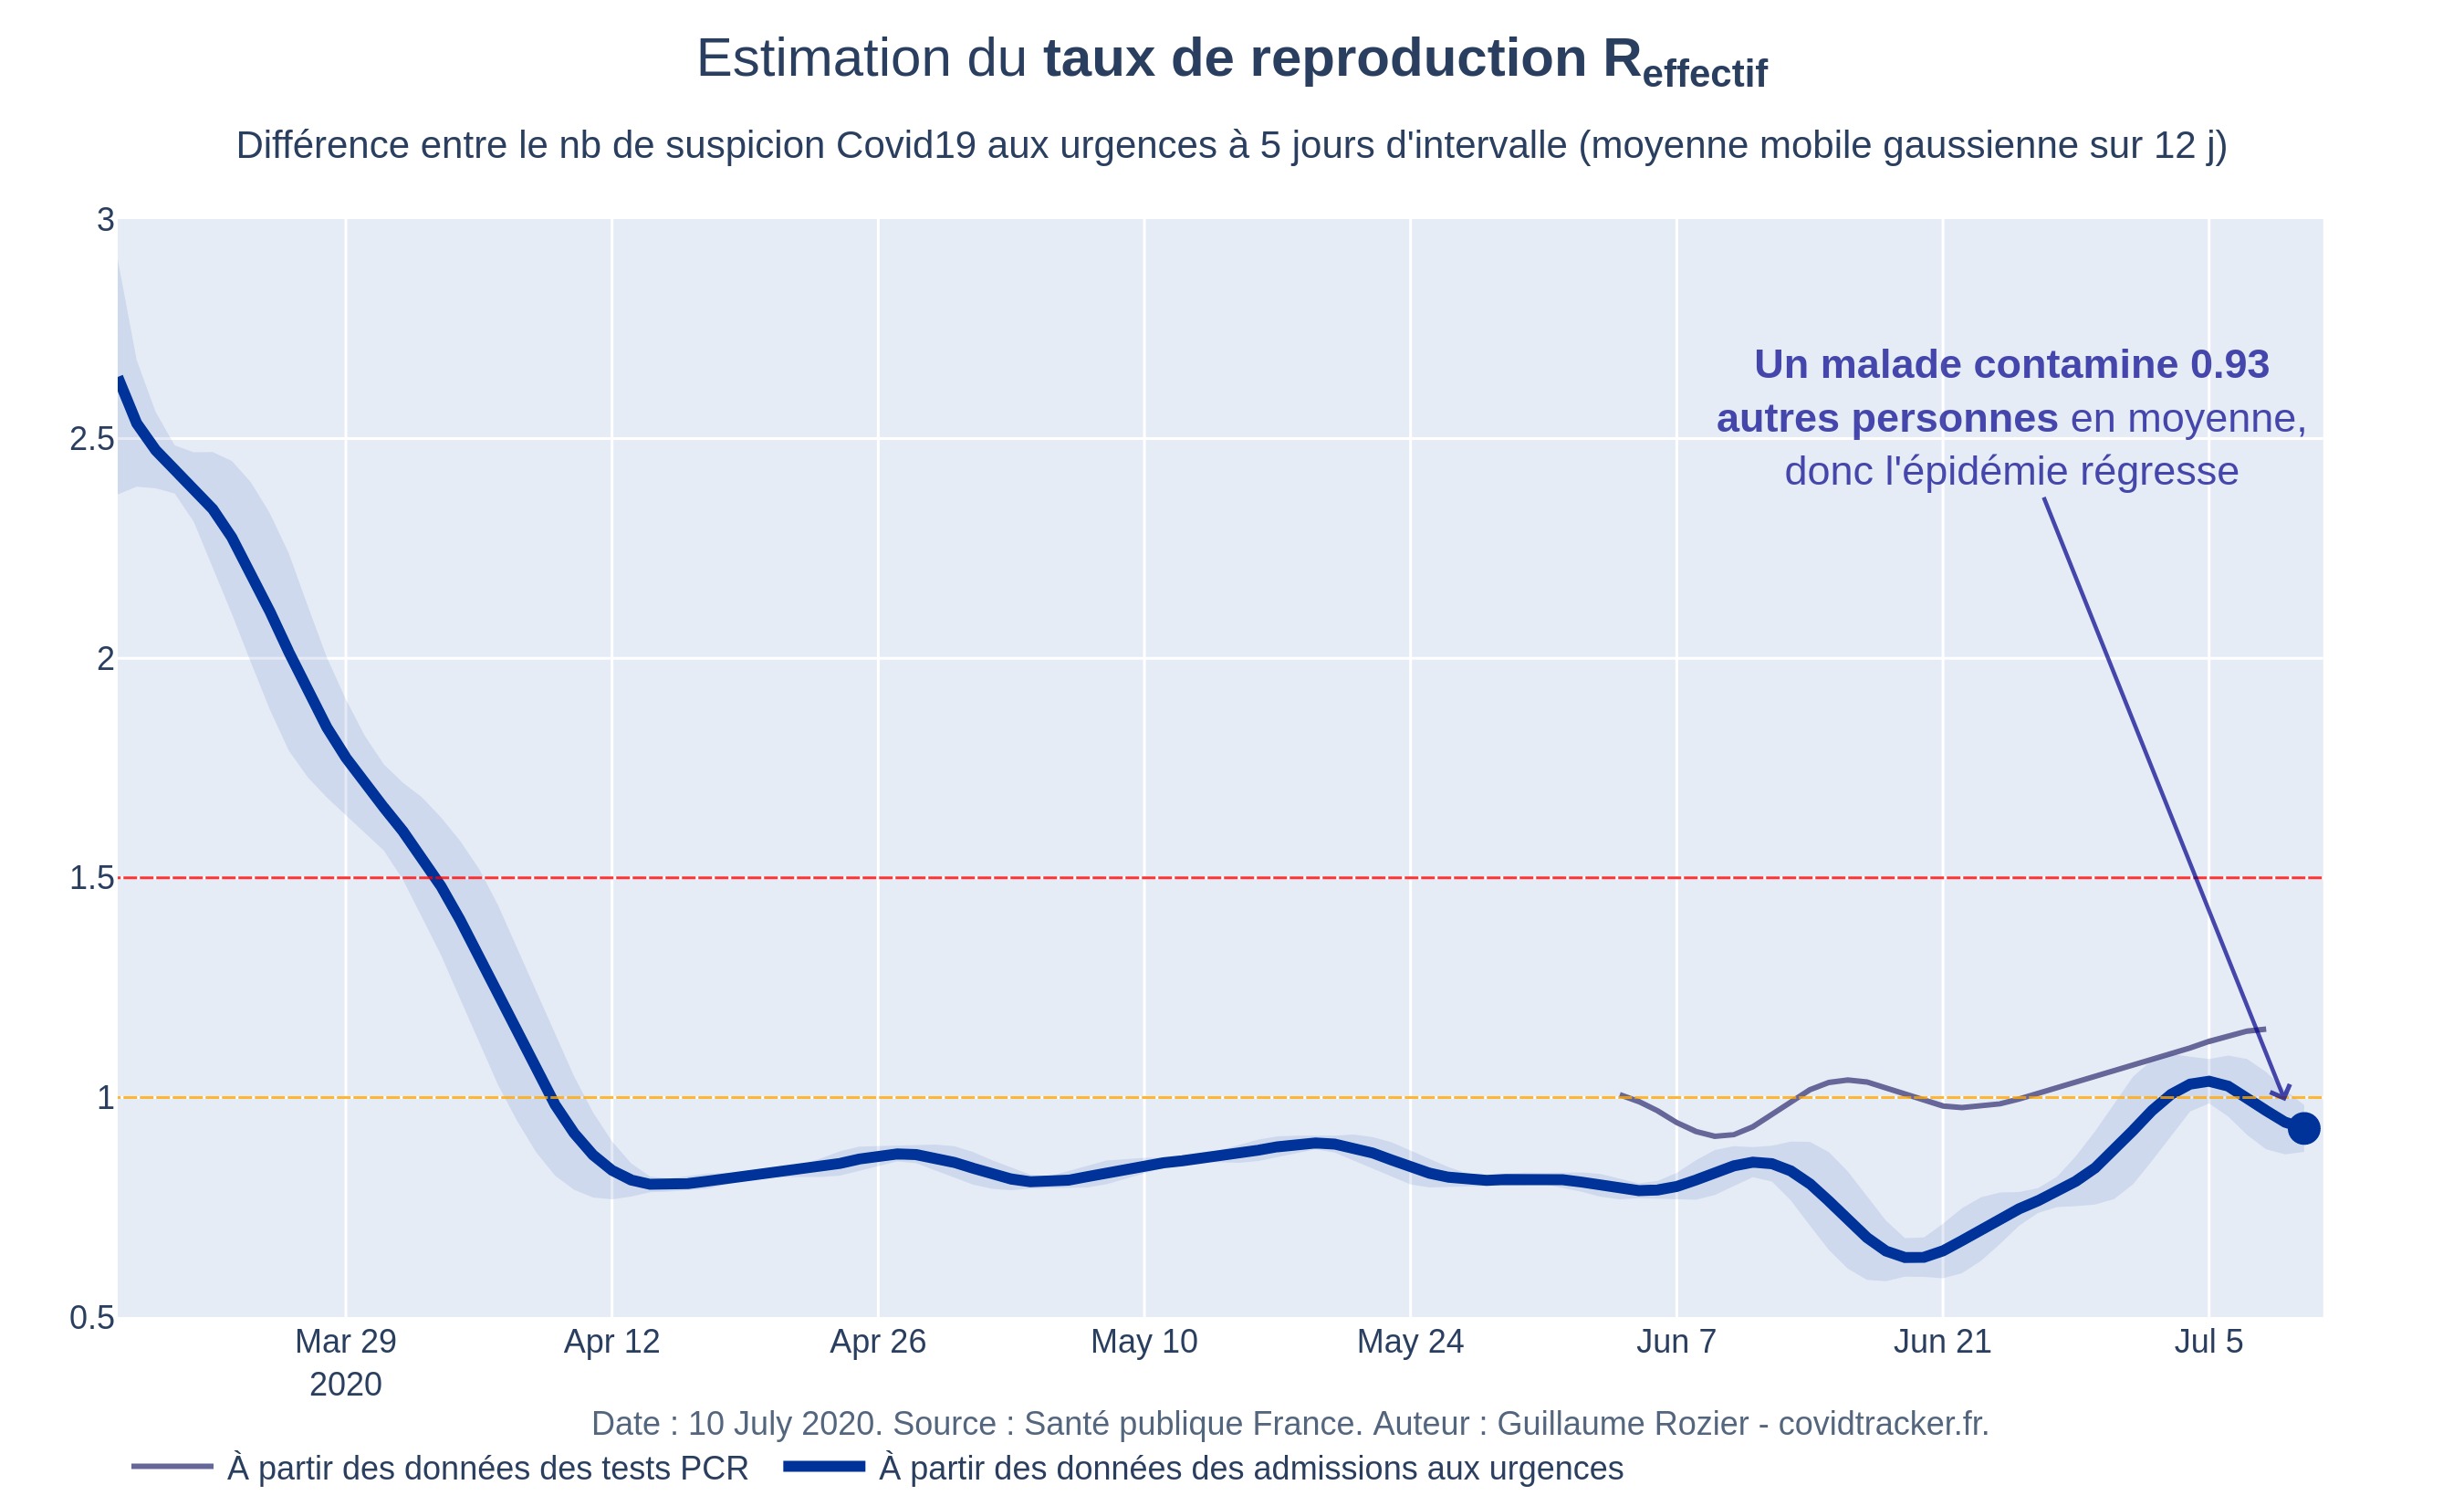 Estimation du taux de reproduction Reffectif
Différence entre le nb de suspicion Covid19 aux urgences à 5 jours d'intervalle (moyenne mobile gaussienne sur 12 j)
3
2.5
2
1.5
1
0.5
Un malade contamine 0.93
autres personnes en moyenne,
donc l'épidémie régresse
Mar 29 Apr 12 Apr 26 May 10 May 24 Jun 7 Jun 21 Jul 5
2020
Date : 10 July 2020. Source : Santé publique France. Auteur : Guillaume Rozier - covidtracker.fr.
À partir des données des tests PCR À partir des données des admissions aux urgences